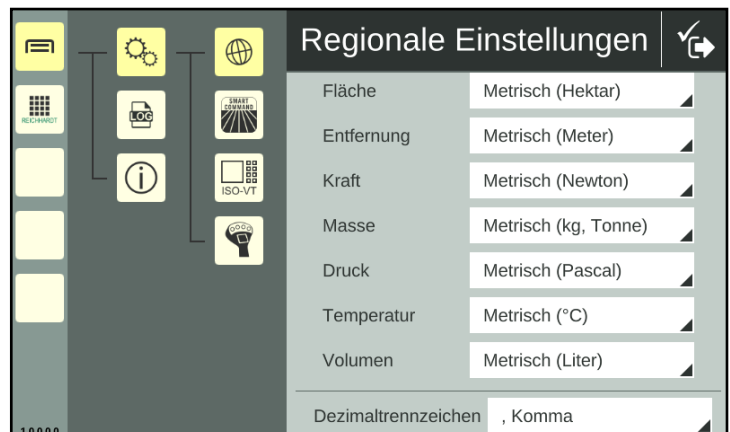 Regionale Einstellungen
REICHHARDT
LOG
SMART
COMMAND
ISO-VT
Fläche Metrisch (Hektar)
Entfernung Metrisch (Meter)
Kraft Metrisch (Newton)
Masse Metrisch (kg, Tonne)
Druck Metrisch (Pascal)
Temperatur Metrisch (°C)
Volumen Metrisch (Liter)
Dezimaltrennzeichen , Komma